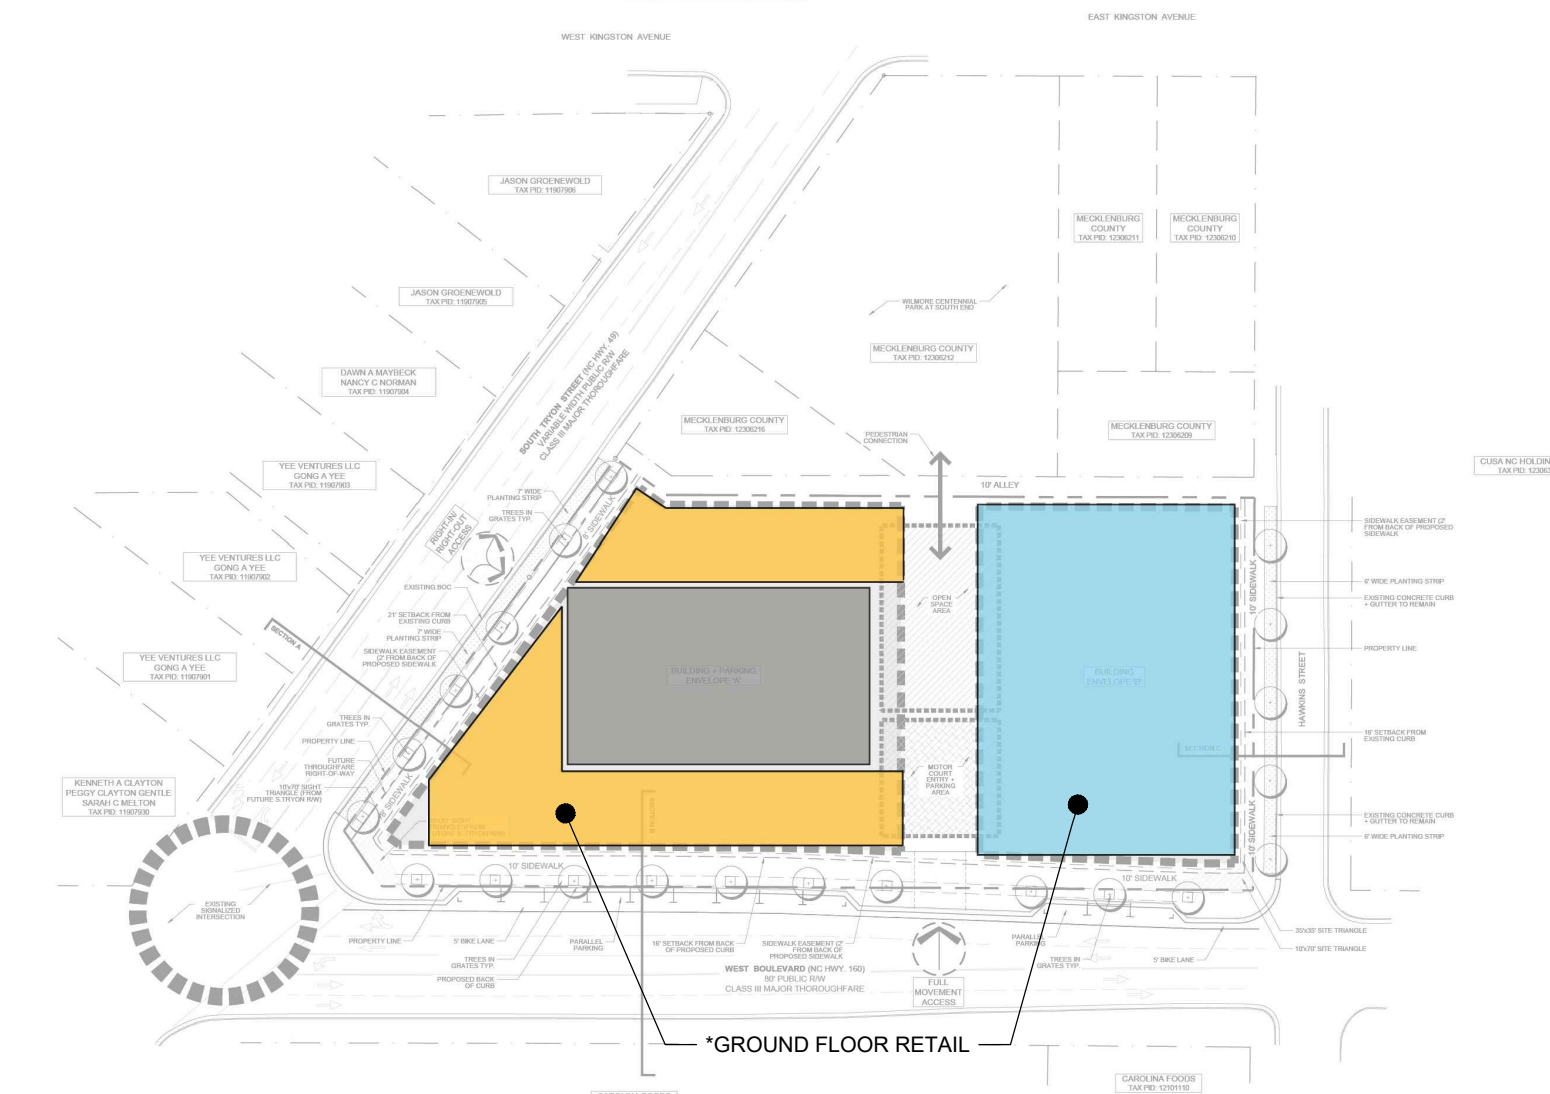 EAST KINGSTON AVENUE
WEST KINGSTON AVENUE
JASON GROENEWOLD
TAX PID: 11907906
MECKLENBURG
COUNTY
TAX PID: 12306211
MECKLENBURG
COUNTY
TAX PID: 12306210
JASON GROENEWOLD
TAX PID: 11907905
WILMORE CENTENNIAL
PARK AT SOUTH END
MECKLENBURG COUNTY
TAX PID: 12306212
SOUTH TRYON STREET (NC HWY. 49)
VARIABLE WIDTH PUBLIC R/W
CLASS III MAJOR THOROUGHFARE
DAWN A MAYBECK
NANCY C NORMAN
TAX PID: 11907904
MECKLENBURG COUNTY
TAX PID: 12306216
PEDESTRIAN
CONNECTION
MECKLENBURG COUNTY
TAX PID: 12306209
YEE VENTURES LLC
GONG A YEE
TAX PID: 11907903
CUSA NC HOLDIN
TAX PID: 123063
10' ALLEY
7' WIDE
PLANTING STRIP
TREES IN
GRATES TYP.
8' SIDEWALK
RIGHT-IN
RIGHT-OUT
ACCESS
SIDEWALK EASEMENT (2'
FROM BACK OF PROPOSED
SIDEWALK
YEE VENTURES LLC
GONG A YEE
TAX PID: 11907902
EXISTING BOC
21' SETBACK FROM
EXISTING CURB
7' WIDE
PLANTING STRIP
SIDEWALK EASEMENT
(2' FROM BACK OF
PROPOSED SIDEWALK
OPEN
SPACE
AREA
10' SIDEWALK
6' WIDE PLANTING STRIP
EXISTING CONCRETE CURB
+ GUTTER TO REMAIN
PROPERTY LINE
SECTION A
YEE VENTURES LLC
GONG A YEE
TAX PID: 11907901
BUILDING + PARKING
ENVELOPE 'A'
BUILDING
ENVELOPE 'B'
HAWKINS STREET
TREES IN
GRATES TYP.
PROPERTY LINE
FUTURE
THROUGHFARE
RIGHT-OF-WAY
10'x70' SIGHT
TRIANGLE (FROM
FUTURE S.TRYON R/W)
8' SIDEWALK
16' SETBACK FROM
EXISTING CURB
SECTION C
KENNETH A CLAYTON
PEGGY CLAYTON GENTLE
SARAH C MELTON
TAX PID: 11907930
MOTOR
COURT
ENTRY +
PARKING
AREA
SECTION B
10' SIDEWALK
EXISTING CONCRETE CURB
+ GUTTER TO REMAIN
6' WIDE PLANTING STRIP
10' SIDEWALK
10' SIDEWALK
EXISTING
SIGNALIZED
INTERSECTION
PROPERTY LINE
5' BIKE LANE
TREES IN
GRATES TYP.
PROPOSED BACK
OF CURB
PARALLEL
PARKING
16' SETBACK FROM BACK
OF PROPOSED CURB
SIDEWALK EASEMENT (2'
FROM BACK OF
PROPOSED SIDEWALK
PARALLEL
PARKING
TREES IN
GRATES TYP.
5' BIKE LANE
35'x35' SITE TRIANGLE
10'x70' SITE TRIANGLE
WEST BOULEVARD (NC HWY. 160)
80' PUBLIC R/W
CLASS III MAJOR THOROUGHFARE
FULL
MOVEMENT
ACCESS
*GROUND FLOOR RETAIL
CAROLINA FOODS
TAX PID: 12101110